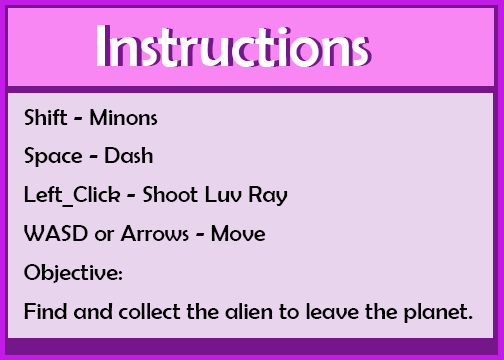 Instructions
Shift - Minons
Space - Dash
Left_Click - Shoot Luv Ray
WASD or Arrows - Move
Objective:
Find and collect the alien to leave the planet.